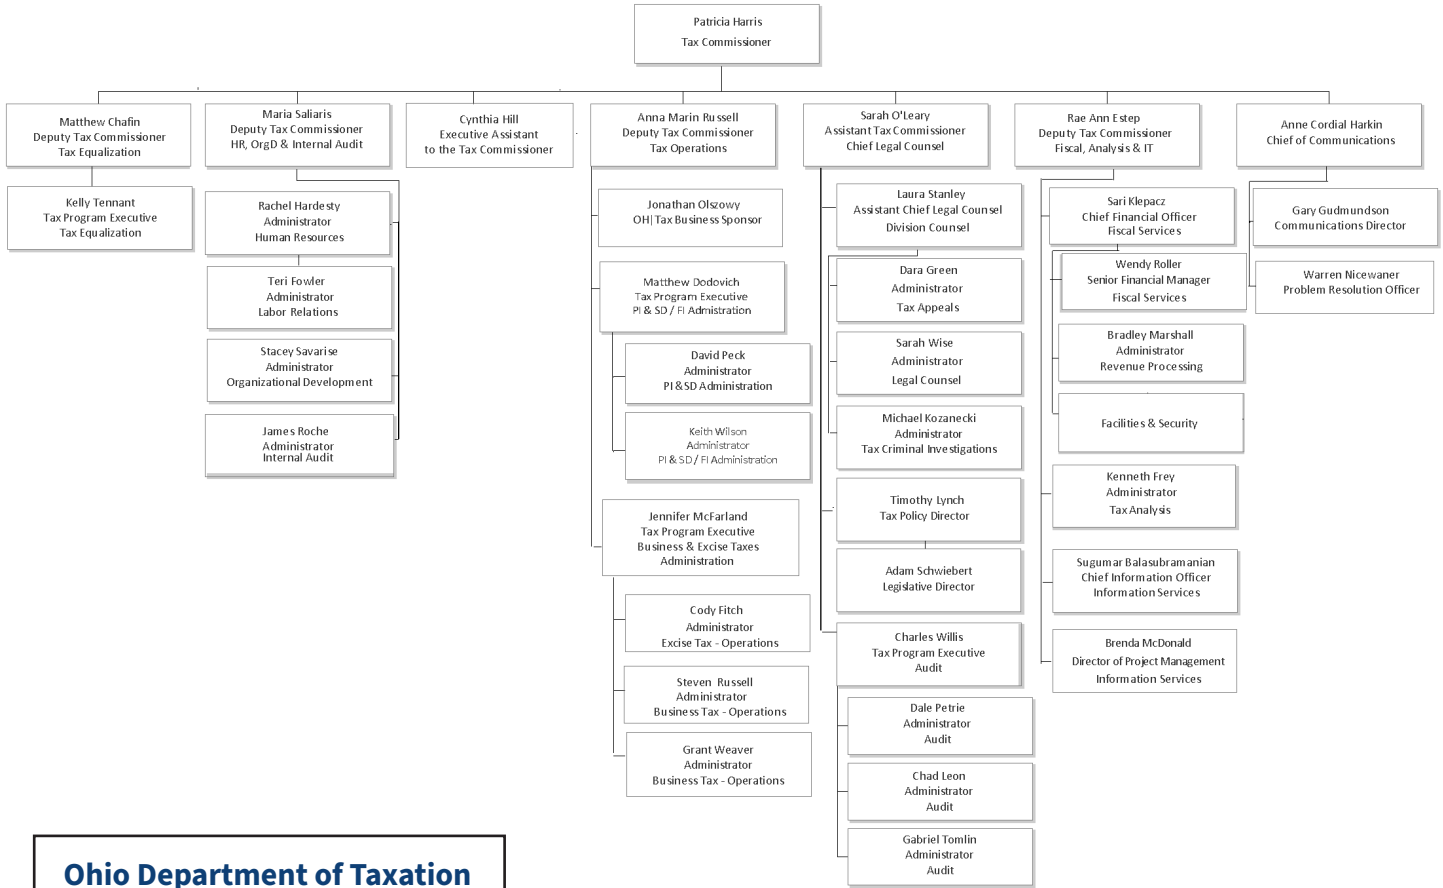 Patricia Harris
Tax Commissioner
Matthew Chafin
Deputy Tax Commissioner
Tax Equalization
Kelly Tennant
Tax Program Executive
Tax Equalization
Maria Saliaris
Deputy Tax Commissioner
HR, OrgD & Internal Audit
Rachel Hardesty
Administrator
Human Resources
Teri Fowler
Administrator
Labor Relations
Stacey Savarise
Administrator
Organizational Development
James Roche
Administrator
Internal Audit
Cynthia Hill
Executive Assistant
to the Tax Commissioner
Anna Marin Russell
Deputy Tax Commissioner
Tax Operations
Jonathan Olszowy
OH|Tax Business Sponsor
Matthew Dodovich
Tax Program Executive
PI & SD / FI Admistration
David Peck
Administrator
PI & SD Administration
Keith Wilson
Administrator
PI & SD / FI Administration
Jennifer McFarland
Tax Program Executive
Business & Excise Taxes
Administration
Cody Fitch
Administrator
Excise Tax - Operations
Steven Russell
Administrator
Business Tax - Operations
Grant Weaver
Administrator
Business Tax - Operations
Sarah O'Leary
Assistant Tax Commissioner
Chief Legal Counsel
Laura Stanley
Assistant Chief Legal Counsel
Division Counsel
Dara Green
Administrator
Tax Appeals
Sarah Wise
Administrator
Legal Counsel
Michael Kozanecki
Administrator
Tax Criminal Investigations
Timothy Lynch
Tax Policy Director
Adam Schwiebert
Legislative Director
Charles Willis
Tax Program Executive
Audit
Dale Petrie
Administrator
Audit
Chad Leon
Administrator
Audit
Gabriel Tomlin
Administrator
Audit
Rae Ann Estep
Deputy Tax Commissioner
Fiscal, Analysis & IT
Sari Klepacz
Chief Financial Officer
Fiscal Services
Wendy Roller
Senior Financial Manager
Fiscal Services
Bradley Marshall
Administrator
Revenue Processing
Facilities & Security
Kenneth Frey
Administrator
Tax Analysis
Sugumar Balasubramanian
Chief Information Officer
Information Services
Brenda McDonald
Director of Project Management
Information Services
Anne Cordial Harkin
Chief of Communications
Gary Gudmundson
Communications Director
Warren Nicewaner
Problem Resolution Officer
Ohio Department of Taxation